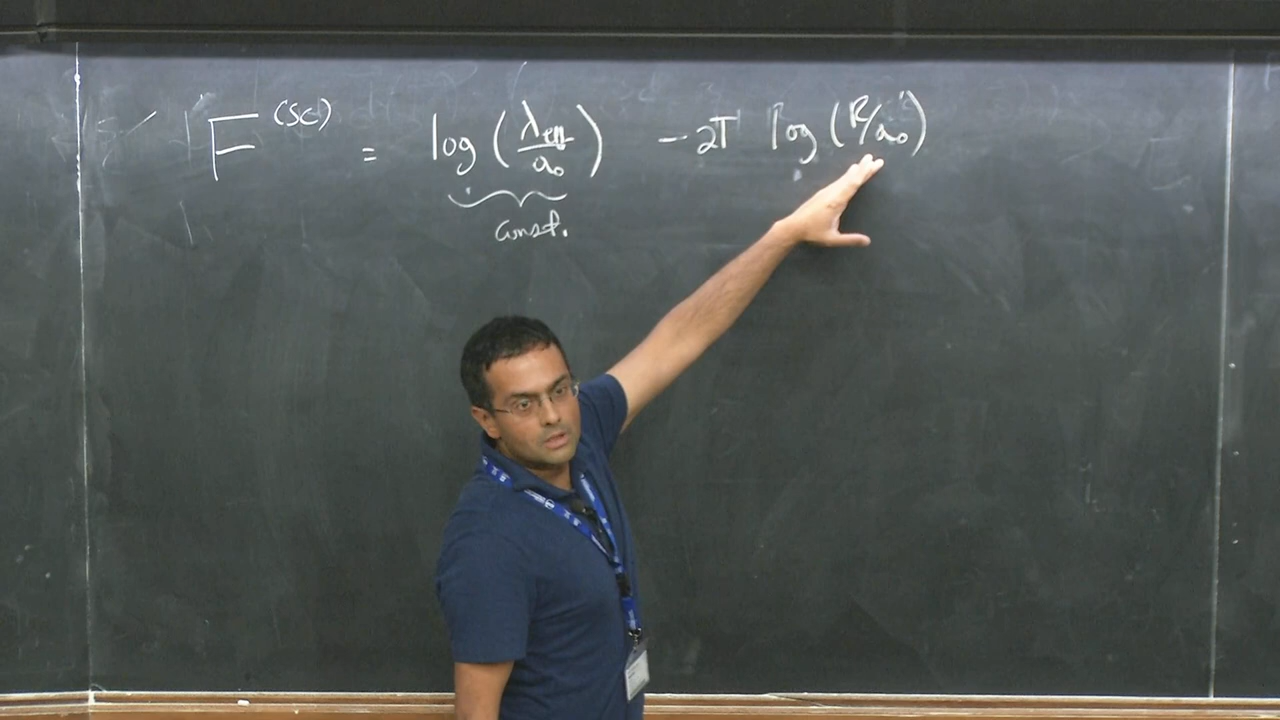 F^(SC) = log (λ_eff / a₀) - 2T log (R/a₀)
const.